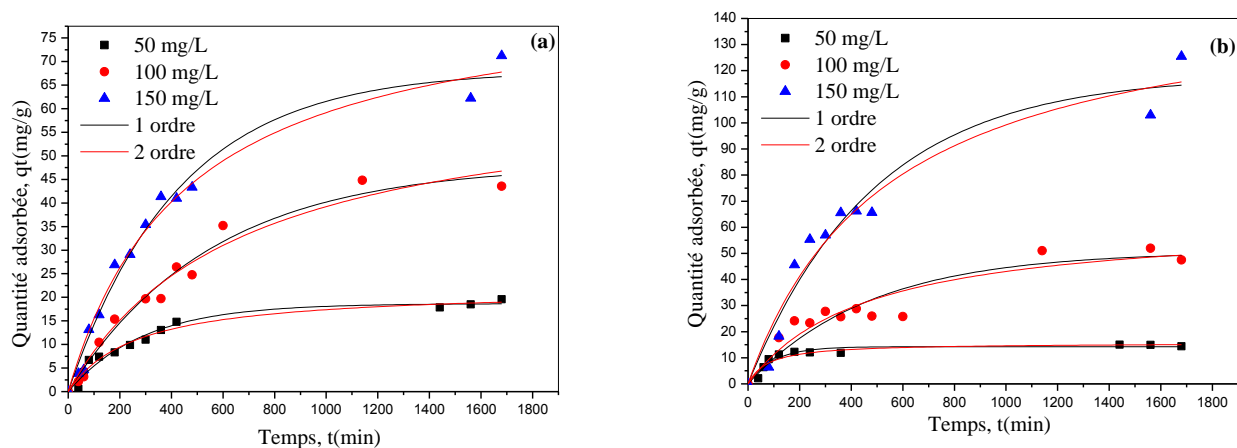 (a)
50 mg/L
100 mg/L
150 mg/L
1 ordre
2 ordre
Quantité adsorbée, qt(mg/g)
75
70
65
60
55
50
45
40
35
30
25
20
15
10
5
0
0 200 400 600 800 1000 1200 1400 1600 1800
Temps, t(min)
(b)
50 mg/L
100 mg/L
150 mg/L
1 ordre
2 ordre
Quantité adsorbée, qt(mg/g)
140
130
120
110
100
90
80
70
60
50
40
30
20
10
0
0 200 400 600 800 1000 1200 1400 1600 1800
Temps, t(min)